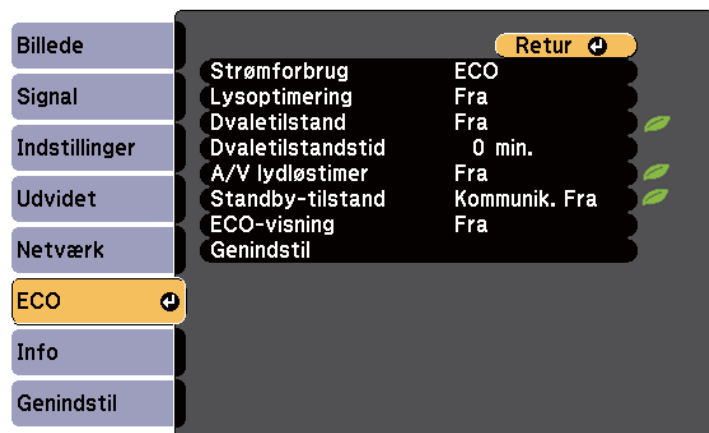 Billede
Signal
Indstillinger
Udvidet
Netværk
ECO
Info
Genindstil
Retur
Strømforbrug ECO
Lysoptimering Fra
Dvaletilstand Fra
Dvaletilstandstid 0 min.
A/V lydløstimer Fra
Standby-tilstand Kommunik. Fra
ECO-visning Fra
Genindstil